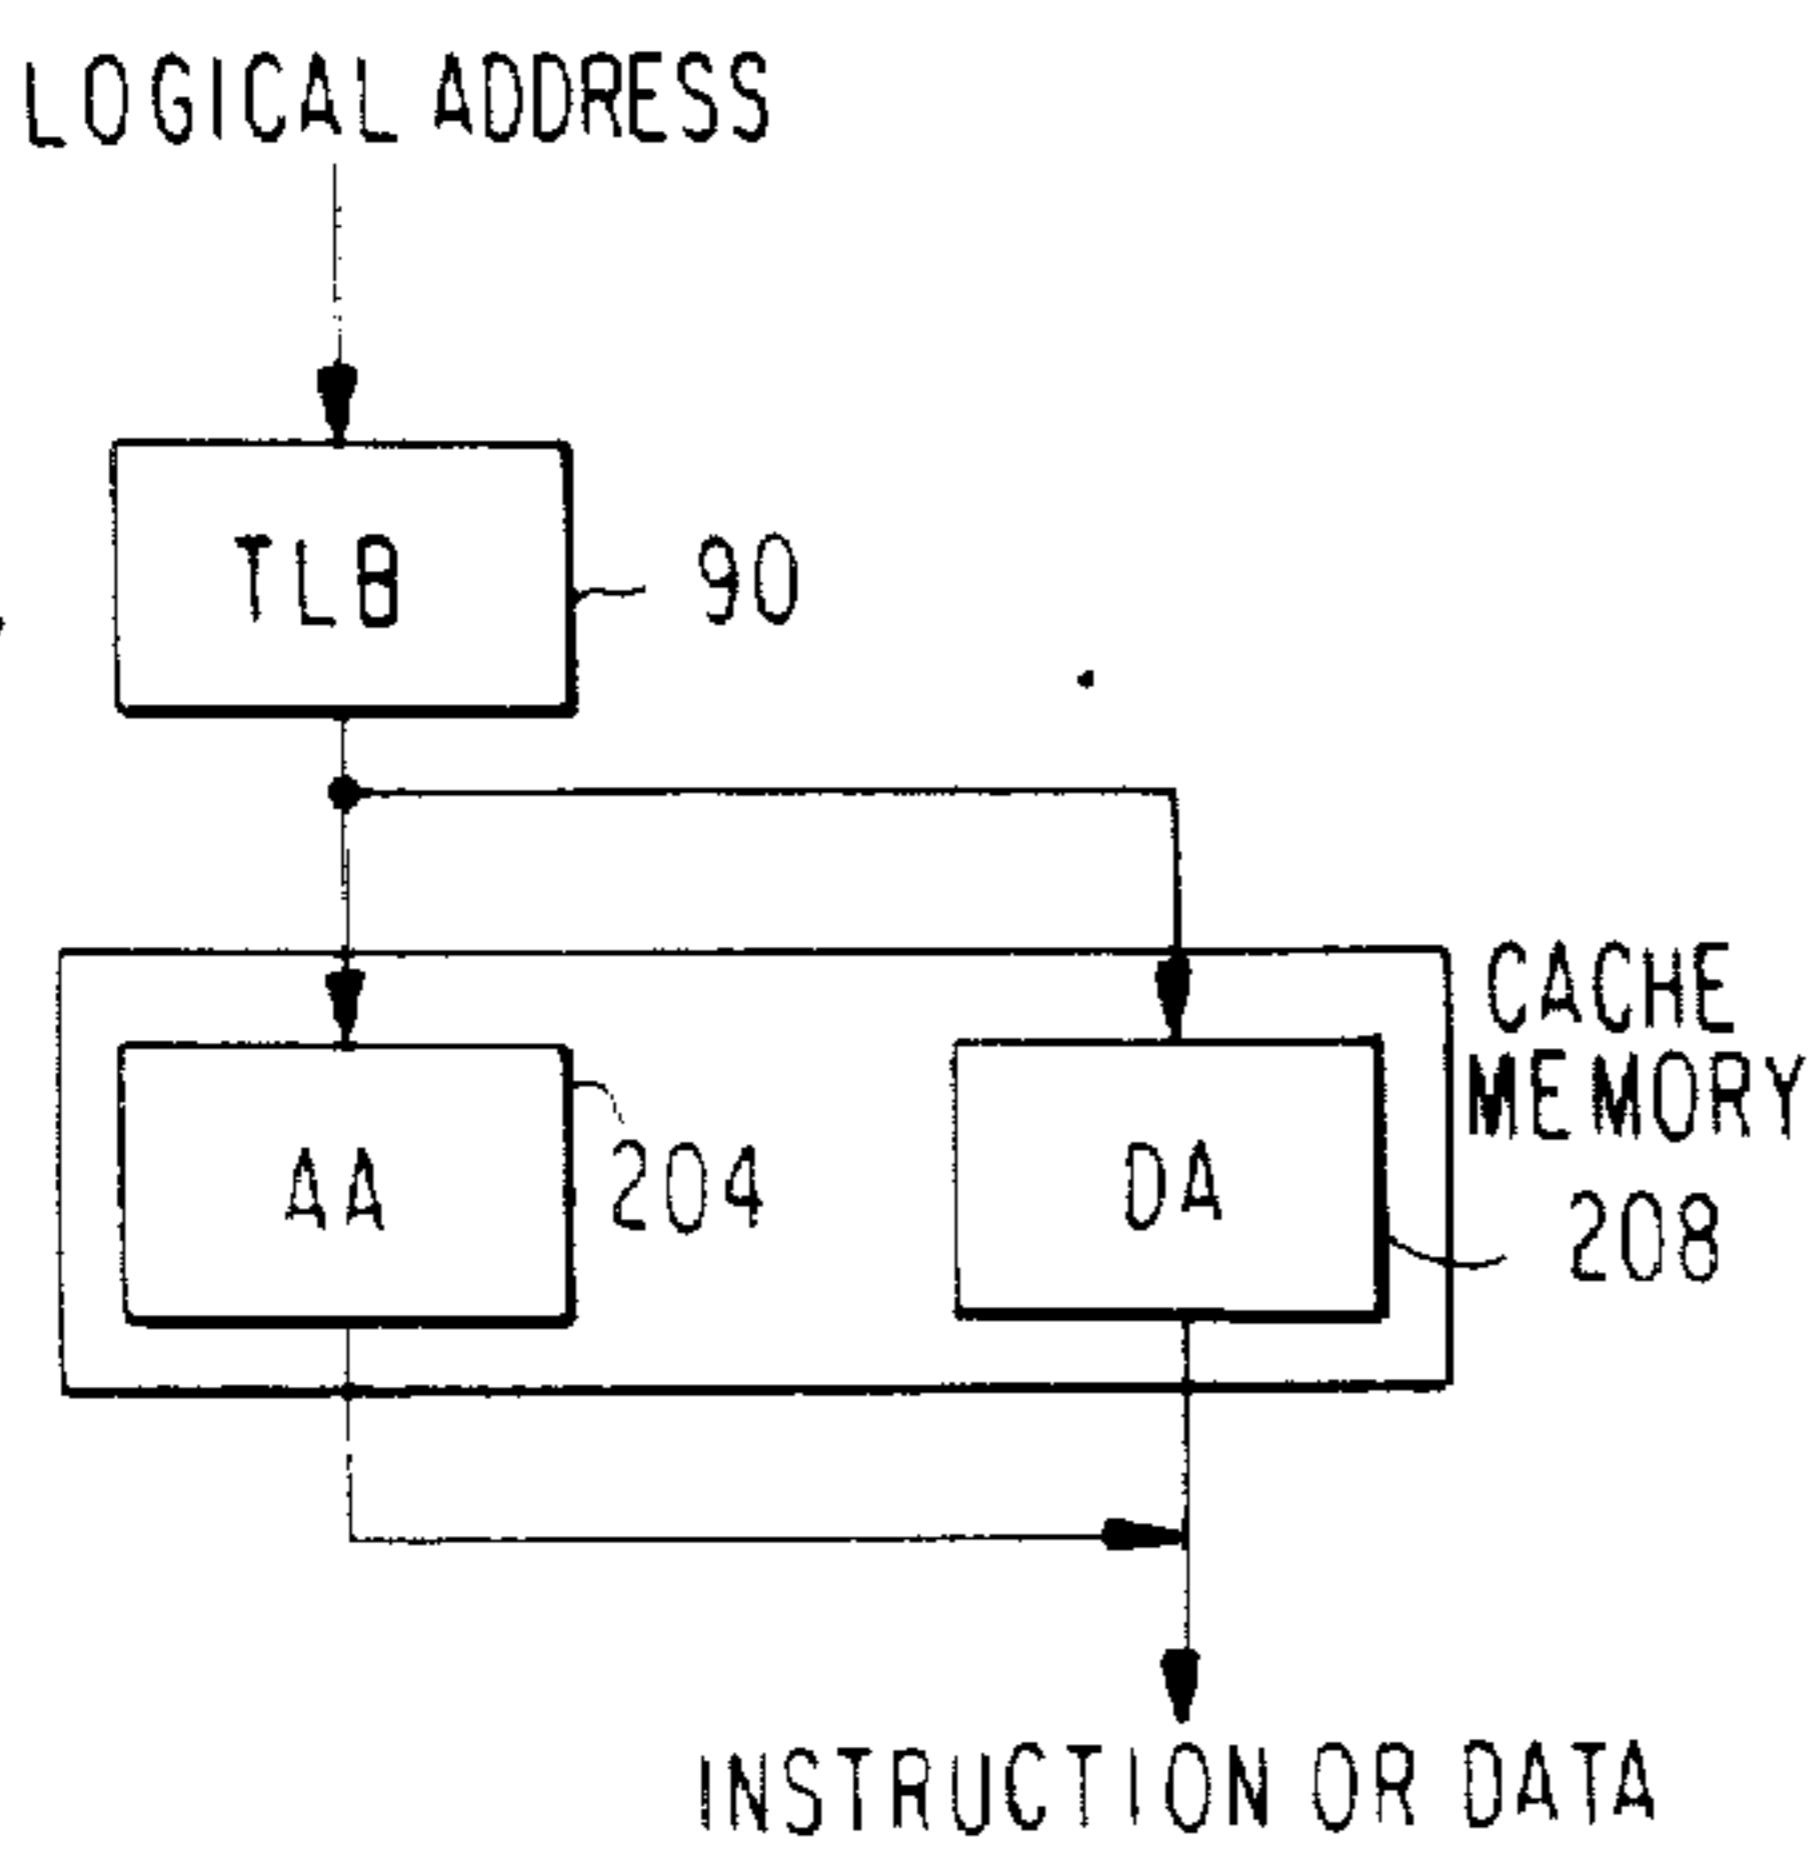 LOGICAL ADDRESS
TLB
90
CACHE
MEMORY
AA
204
DA
208
INSTRUCTION OR DATA